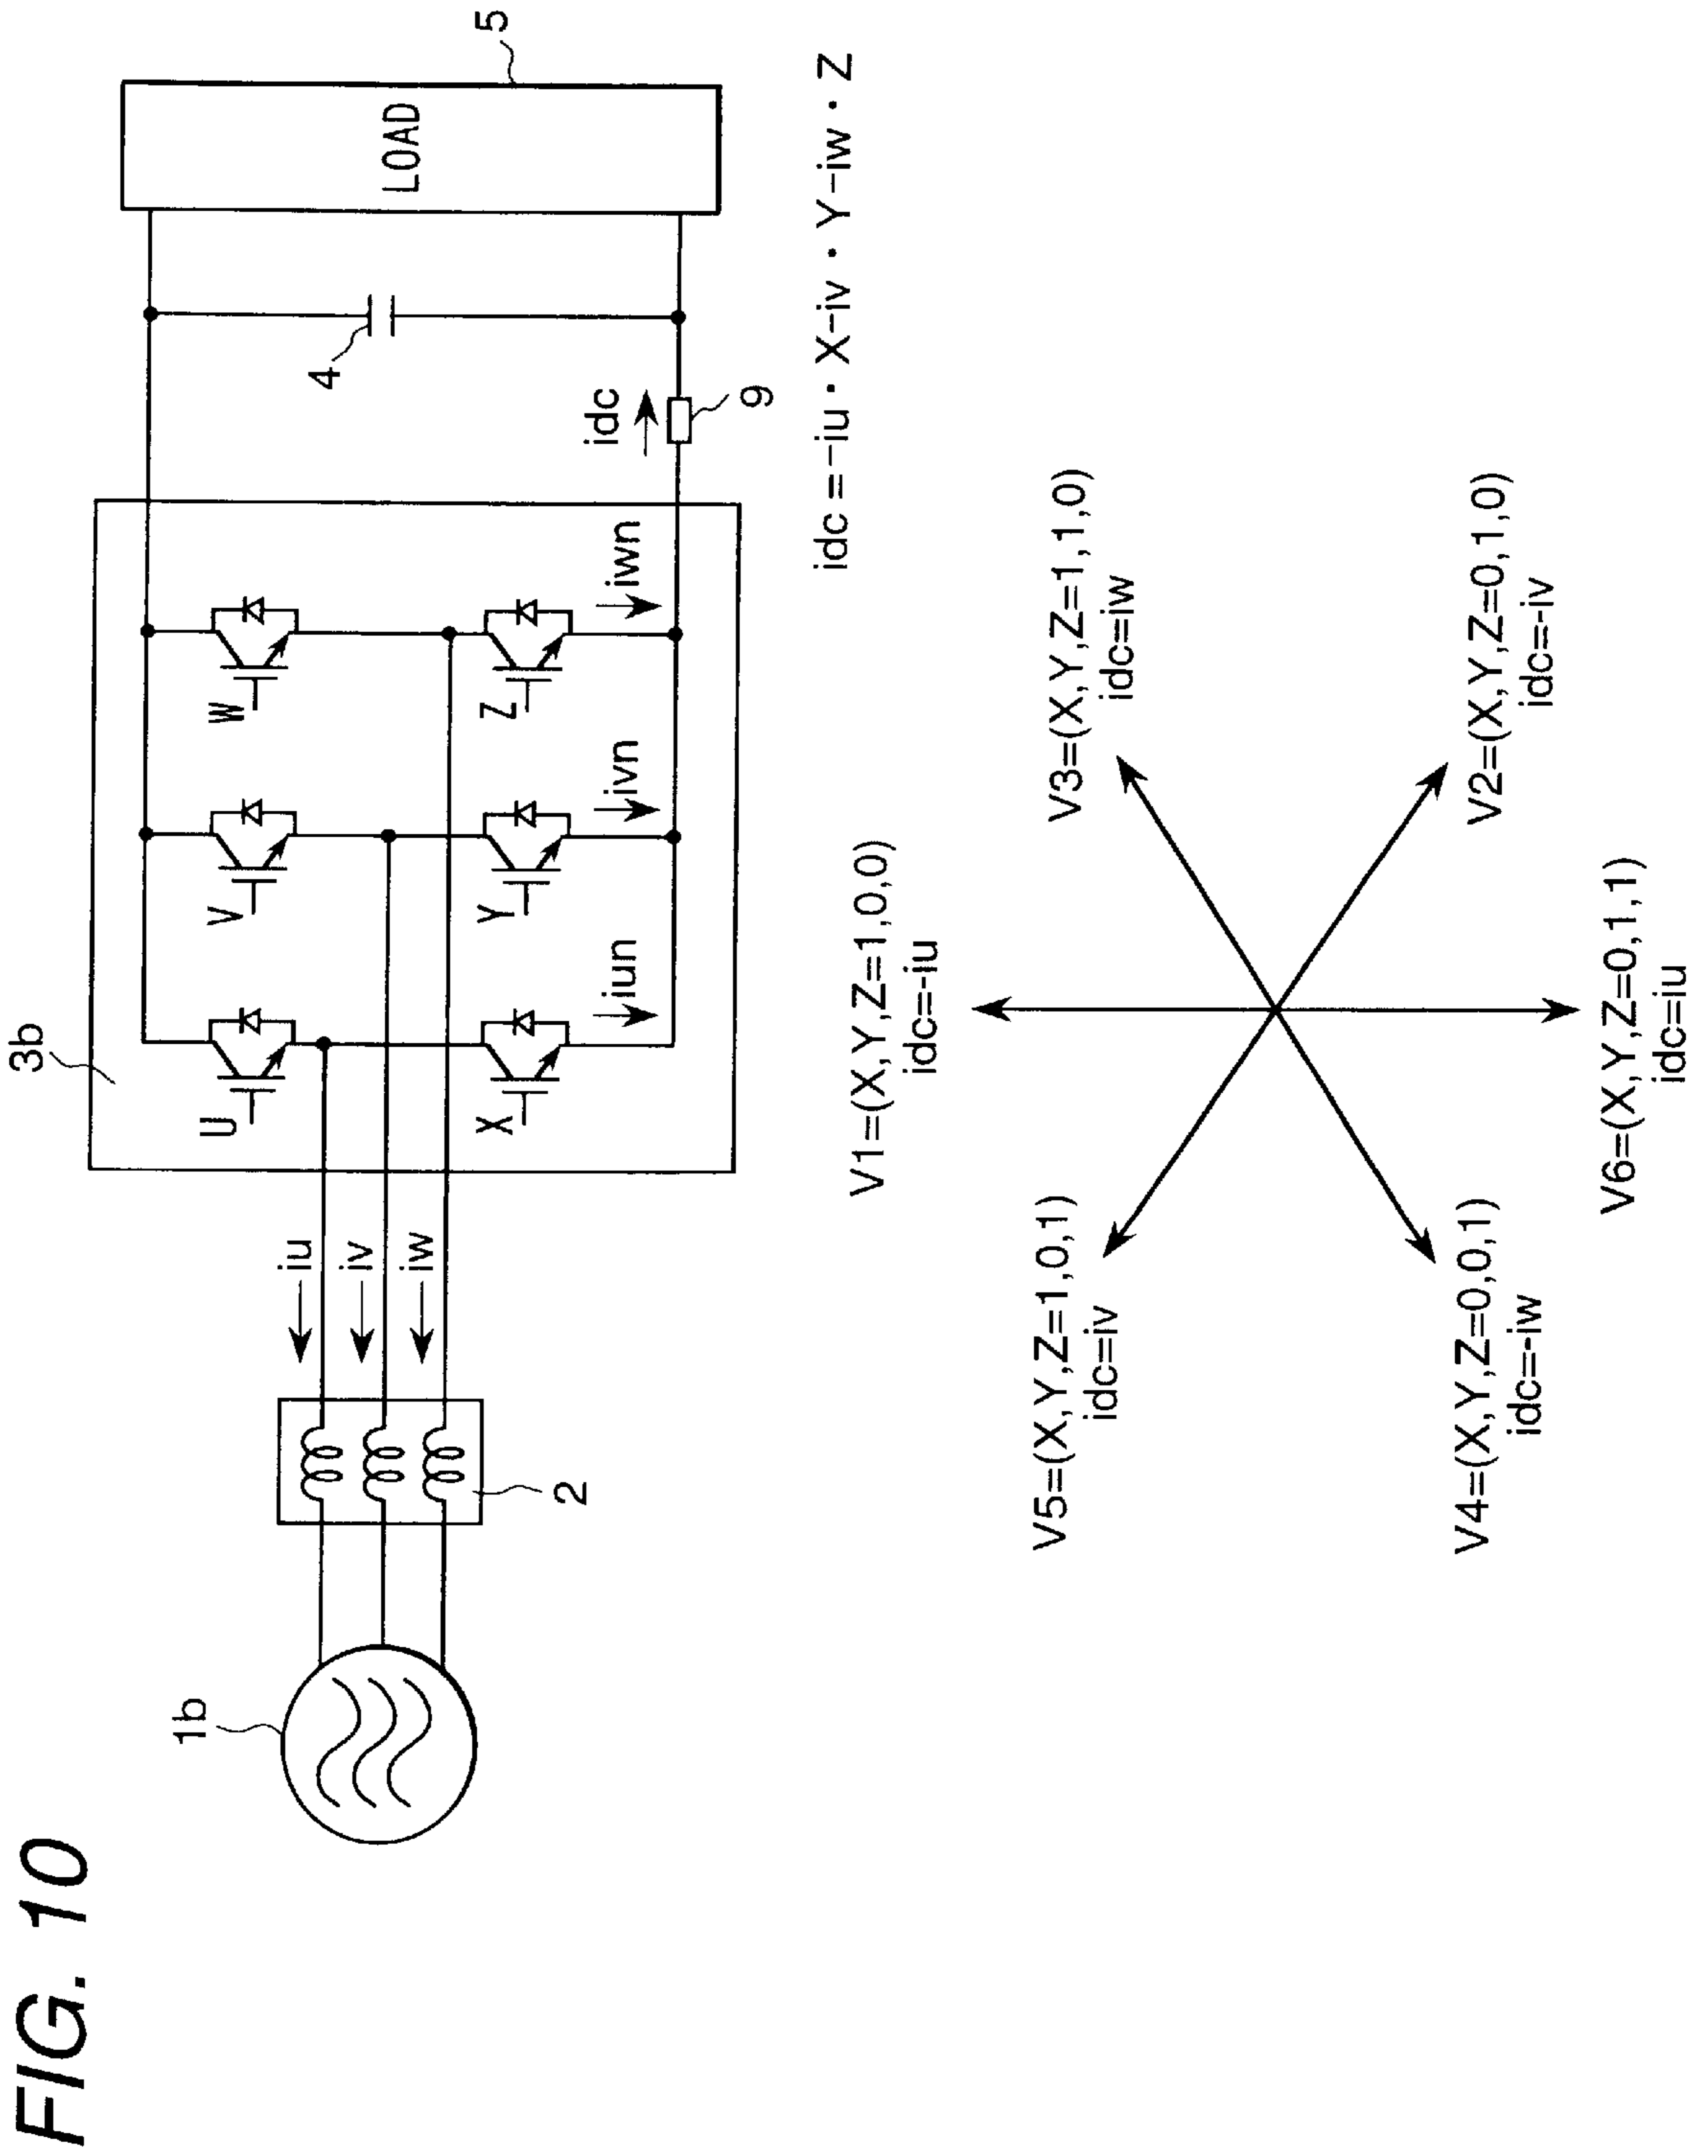 FIG. 10
3b
U
V
W
X
Y
Z
iun
ivn
iwn
iu
iv
iw
1b
2
4
idc
9
LOAD
5
idc = -iu · X-iv · Y-iw · Z
V1=(X,Y,Z=1,0,0)
idc=-iu
V5=(X,Y,Z=1,0,1)
idc=iv
V3=(X,Y,Z=1,1,0)
idc=iw
V4=(X,Y,Z=0,0,1)
idc=-iw
V2=(X,Y,Z=0,1,0)
idc=-iv
V6=(X,Y,Z=0,1,1)
idc=iu